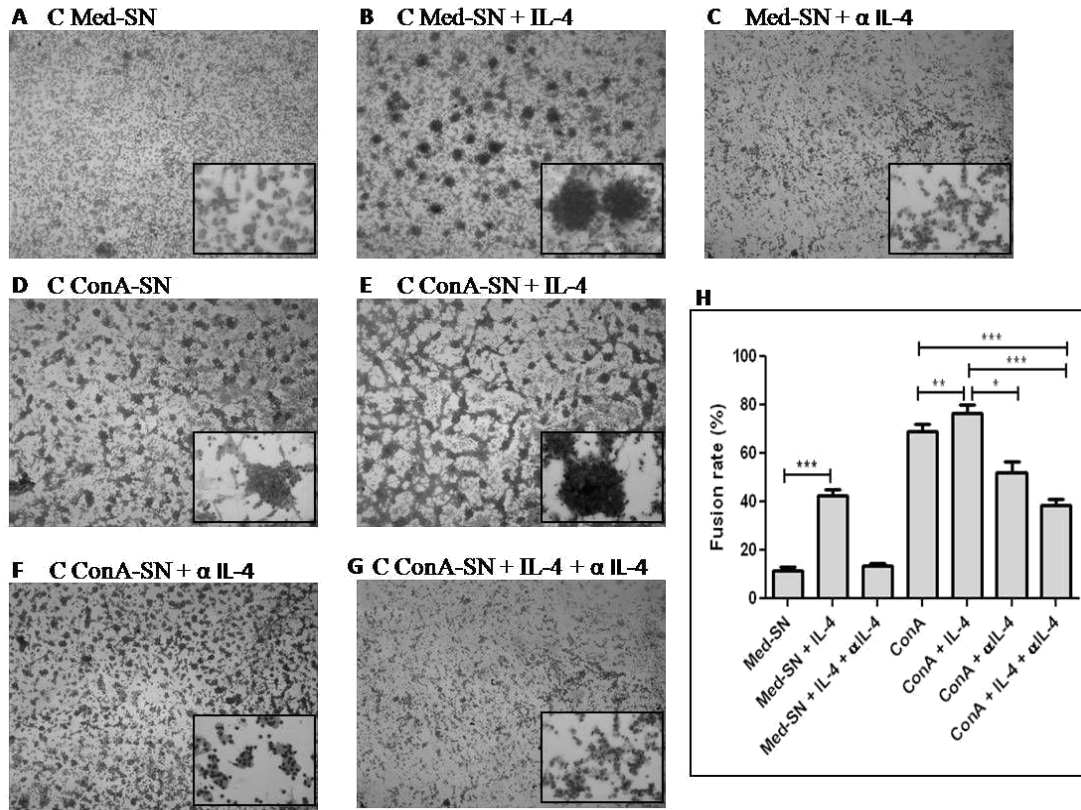 A C Med-SN
B C Med-SN + IL-4
C Med-SN + α IL-4
D C ConA-SN
E C ConA-SN + IL-4
F C ConA-SN + α IL-4
G C ConA-SN + IL-4 + α IL-4
H
***
***
** *
***
100
80
60
40
20
0
Fusion rate (%)
Med-SN
Med-SN + IL-4
Med-SN + IL-4 + αIL-4
ConA
ConA + IL-4
ConA + αIL-4
ConA + IL-4 + αIL-4